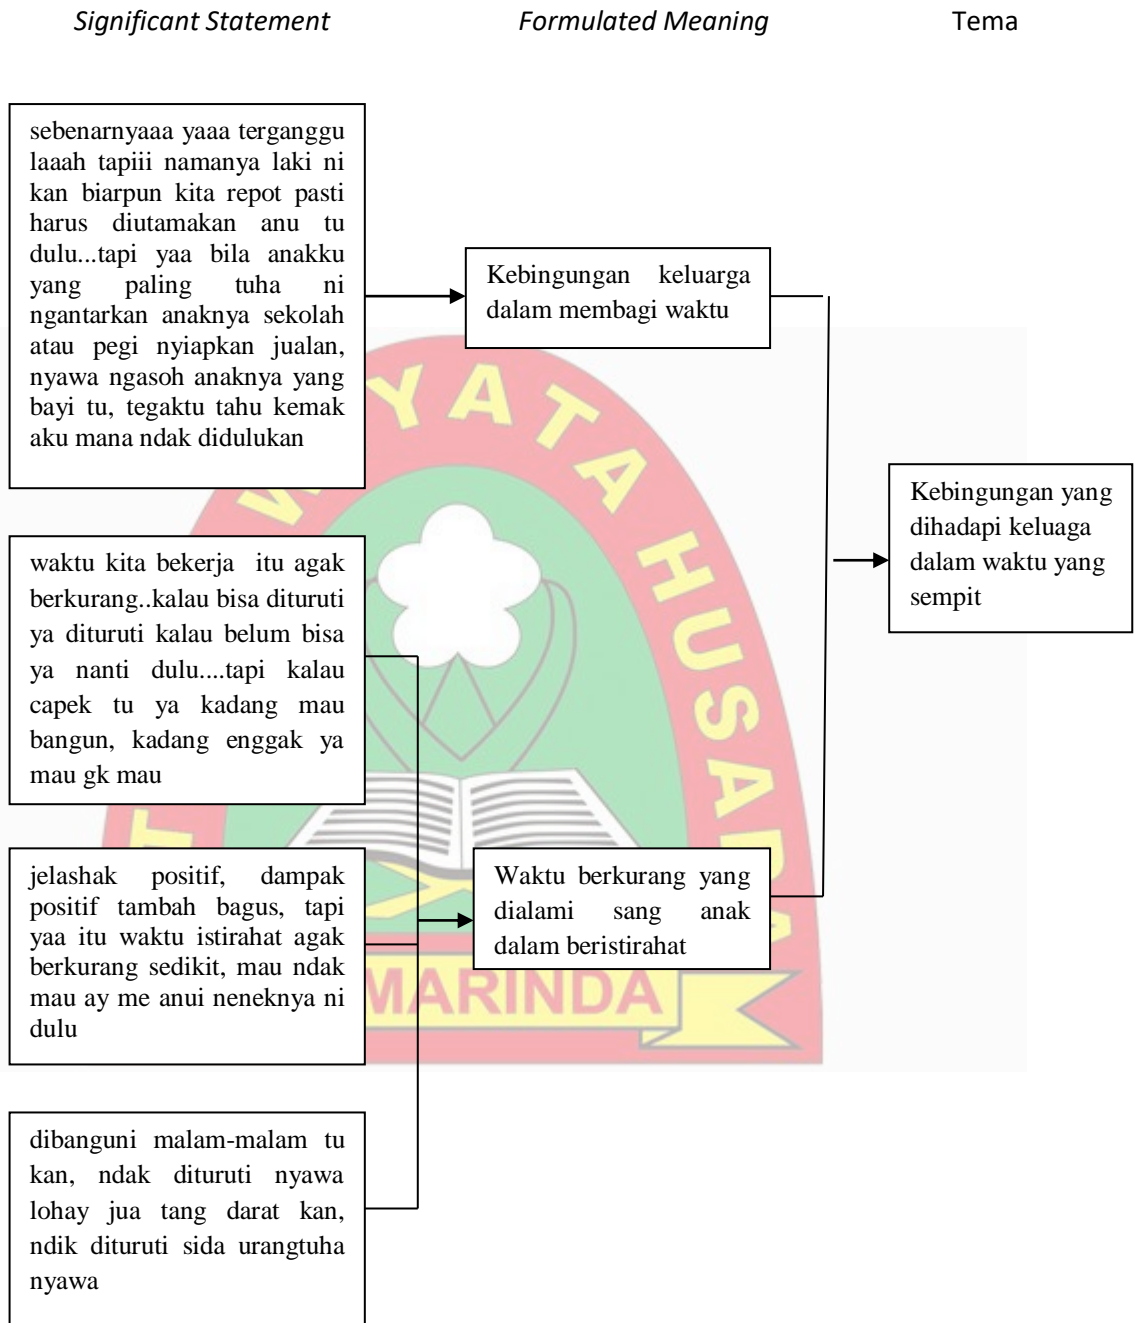 Significant Statement
Formulated Meaning
Tema
sebenarnyaaa yaaa terganggu
laaah tapiii namanya laki ni
kan biarpun kita repot pasti
harus diutamakan anu tu
dulu...tapi yaa bila anakku
yang paling tuha ni
ngantarkan anaknya sekolah
atau pegi nyiapkan jualan,
nyawa ngasoh anaknya yang
bayi tu, tegaktu tahu kemak
aku mana ndak didulukan
Kebingungan keluarga
dalam membagi waktu
Kebingungan yang
dihadapi keluaga
dalam waktu yang
sempit
waktu kita bekerja itu agak
berkurang..kalau bisa dituruti
ya dituruti kalau belum bisa
ya nanti dulu....tapi kalau
capek tu ya kadang mau
bangun, kadang enggak ya
mau gk mau
jelashak positif, dampak
positif tambah bagus, tapi
yaa itu waktu istirahat agak
berkurang sedikit, mau ndak
mau ay me anui neneknya ni
dulu
Waktu berkurang yang
dialami sang anak
dalam beristirahat
dibanguni malam-malam tu
kan, ndak dituruti nyawa
lohay jua tang darat kan,
ndik dituruti sida urangtuha
nyawa
WIYATA HUSADA
MARINDA